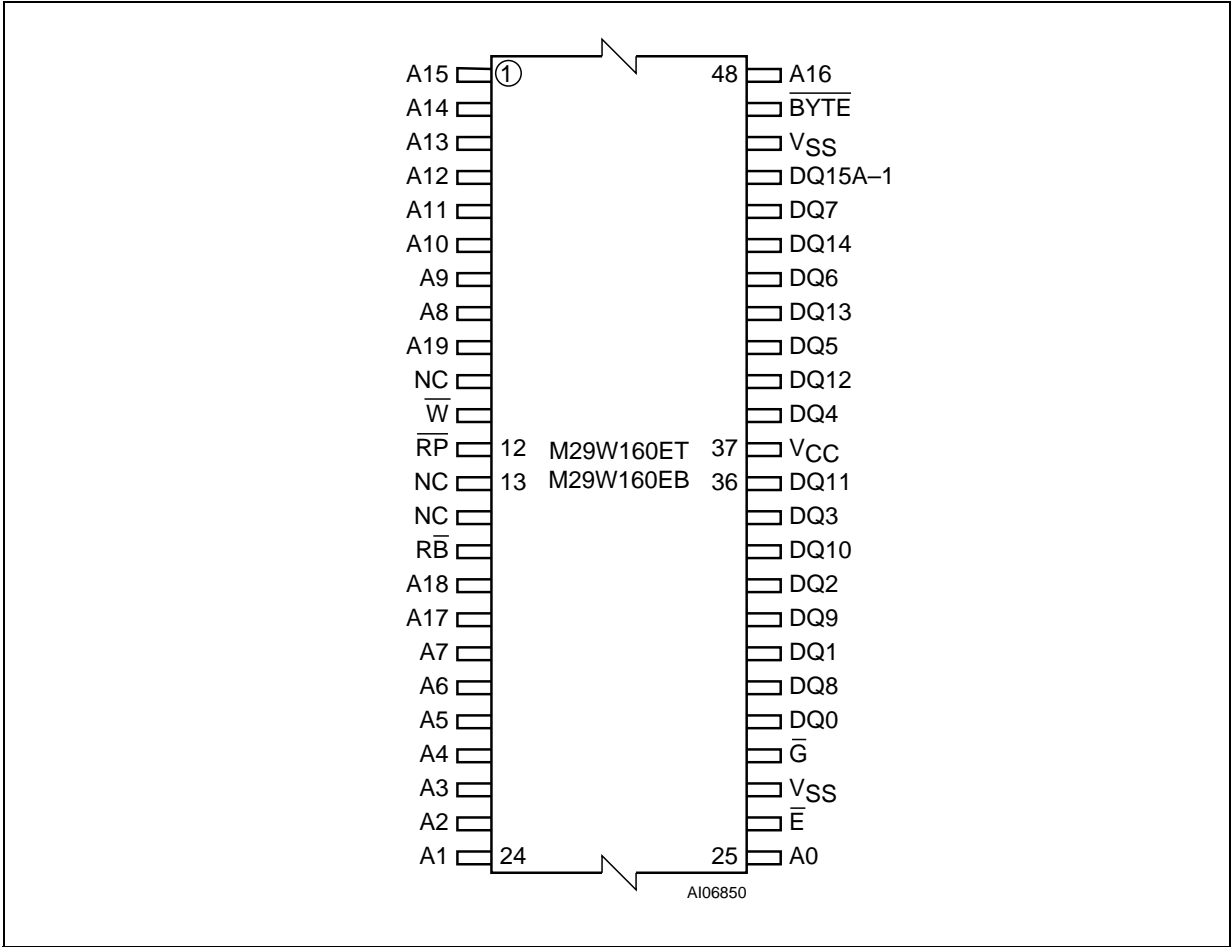 A15 1 48 A16
A14 B̅Y̅T̅E̅
A13 VSS
A12 DQ15A–1
A11 DQ7
A10 DQ14
A9 DQ6
A8 DQ13
A19 DQ5
NC DQ12
W̅ DQ4
R̅P̅ 12 M29W160ET 37 VCC
NC 13 M29W160EB 36 DQ11
NC DQ3
RB̅ DQ10
A18 DQ2
A17 DQ9
A7 DQ1
A6 DQ8
A5 DQ0
A4 G̅
A3 VSS
A2 E̅
A1 24 25 A0
AI06850